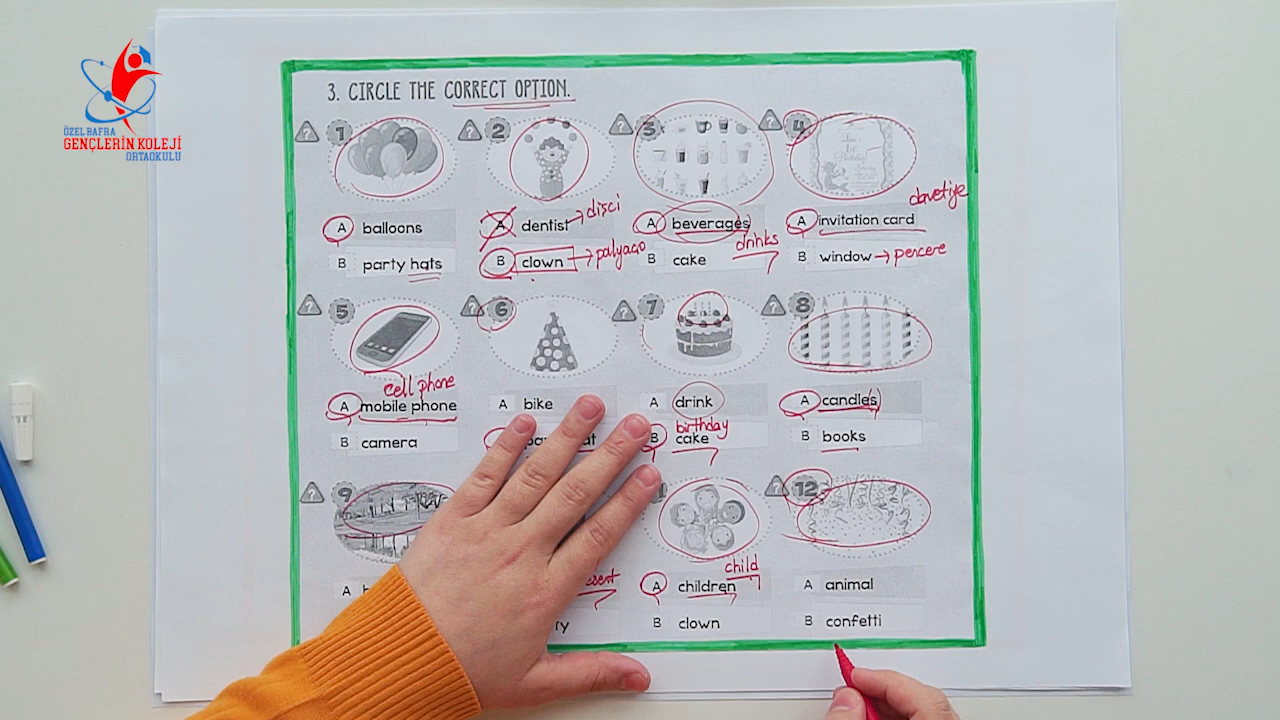 ÖZEL BAFRA
GENÇLERİN KOLEJİ
ORTAOKULU
3. CIRCLE THE CORRECT OPTION.
? 1 ? 2 ? 3 ? 4
davetiye
A balloons
A dentist → dişçi
A beverages
A invitation card
drinks
B party hats
B clown → palyaço
B cake
B window → percere
? 5 ? 6 ? 7 ? 8
cell phone
A mobile phone
A bike
A drink
A candles
birthday
B camera
B cake
B books
? 9 ? 12
child
A
A children
A animal
B clown
B confetti